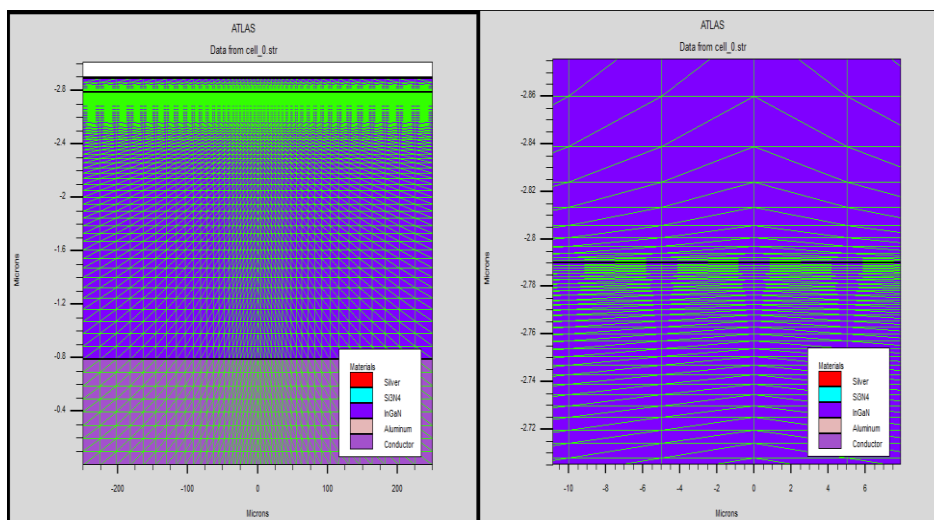 ATLAS
Data from cell_0.str
-2.8
-2.4
-2
-1.6
-1.2
-0.8
-0.4
Microns
Materials
Silver
Si3N4
InGaN
Aluminum
Conductor
-200
-100
0
100
200
Microns
ATLAS
Data from cell_0.str
-2.86
-2.84
-2.82
-2.8
-2.78
-2.76
-2.74
-2.72
Microns
Materials
Silver
Si3N4
InGaN
Aluminum
Conductor
-10
-8
-6
-4
-2
0
2
4
6
Microns